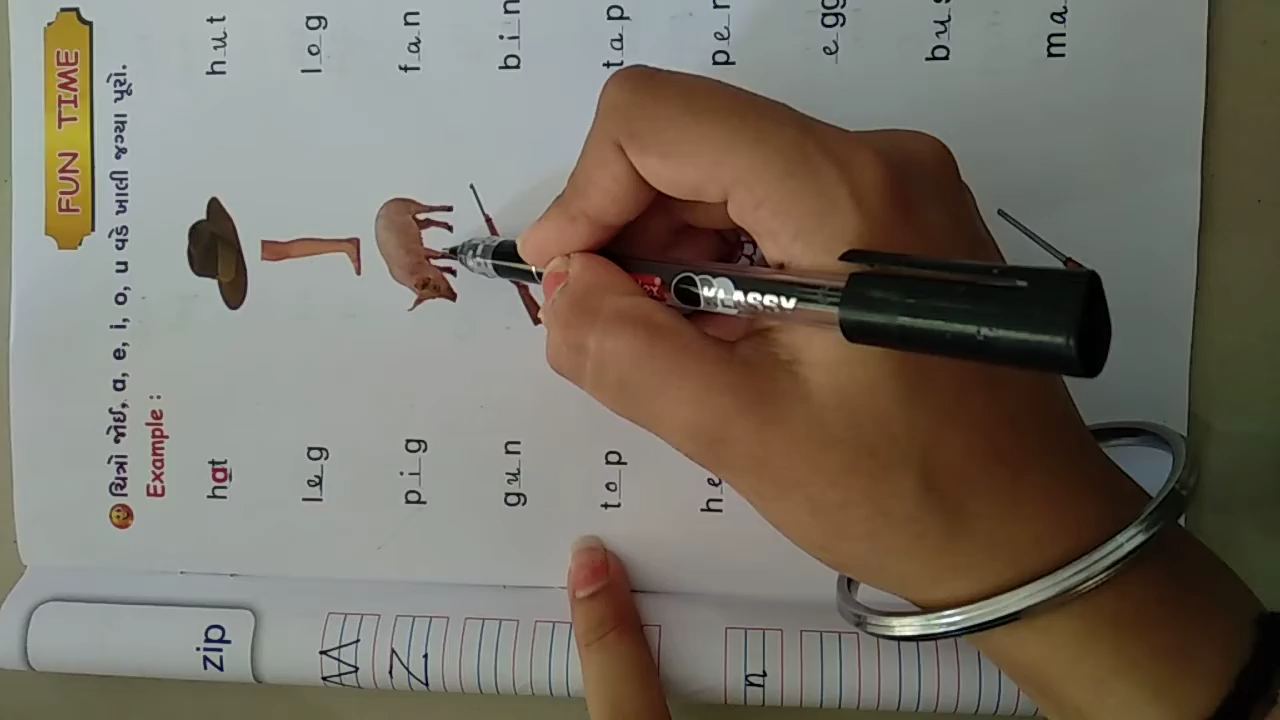 FUN TIME
ચિત્રો જોઈ, a, e, i, o, u વડે ખાલી જગ્યા પૂરો.
Example :
hat
hut
leg
log
pig
fan
gun
bin
top
tap
he
pe
egg
bus
ma
zip
n
KLASSY